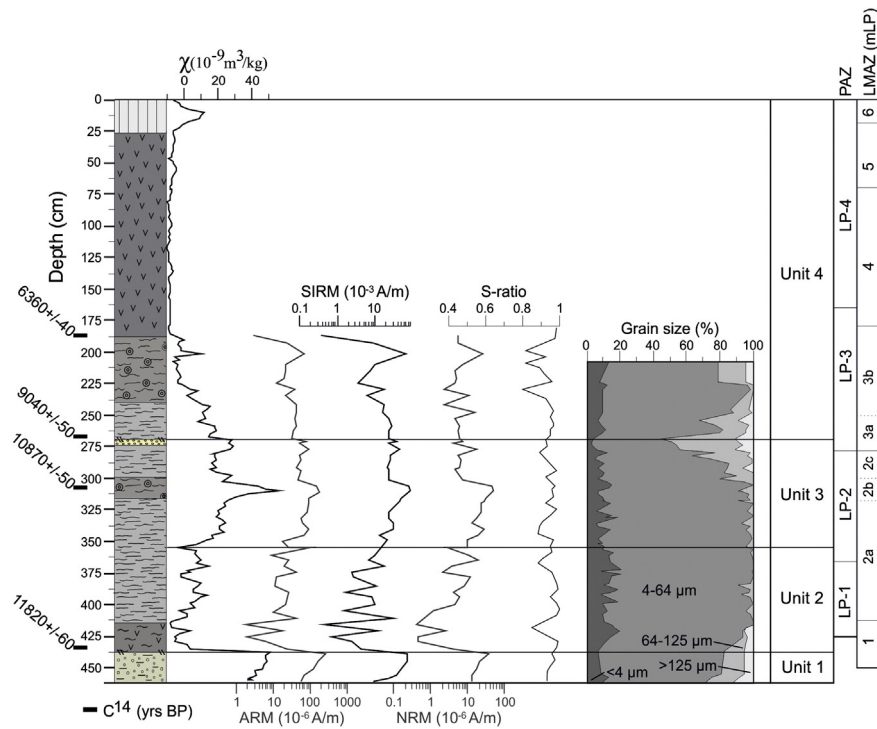 χ(10-9m3/kg)
0 20 40
PAZ
LMAZ (mLP)
Depth (cm)
0
25
50
75
100
125
150
175
200
225
250
275
300
325
350
375
400
425
450
6360+/-40
9040+/-50
10870+/-50
11820+/-60
SIRM (10-3 A/m)
0.1 1 10
S-ratio
0.4 0.6 0.8 1
Grain size (%)
0 20 40 60 80 100
4-64 µm
64-125 µm
>125 µm
<4 µm
Unit 4
Unit 3
Unit 2
Unit 1
LP-4
LP-3
LP-2
LP-1
6
5
4
3b
3a
2c
2b
2a
1
1 10 100 1000
ARM (10-6 A/m)
0.1 1 10 100
NRM (10-6 A/m)
C14 (yrs BP)